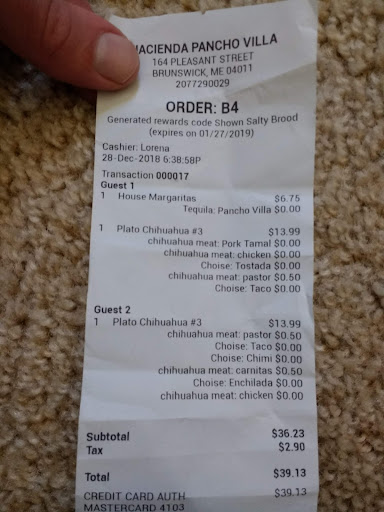 HACIENDA PANCHO VILLA
164 PLEASANT STREET
BRUNSWICK, ME 04011
2077290029
ORDER: B4
Generated rewards code Shown Salty Brood
(expires on 01/27/2019)
Cashier: Lorena
28-Dec-2018 6:38:58P
Transaction 000017
Guest 1
1 House Margaritas $6.75
Tequila: Pancho Villa $0.00
1 Plato Chihuahua #3 $13.99
chihuahua meat: Pork Tamal $0.00
chihuahua meat: chicken $0.00
Choise: Tostada $0.00
chihuahua meat: pastor $0.50
Choise: Taco $0.00
Guest 2
1 Plato Chihuahua #3 $13.99
chihuahua meat: pastor $0.50
Choise: Taco $0.00
Choise: Chimi $0.00
chihuahua meat: carnitas $0.50
Choise: Enchilada $0.00
chihuahua meat: chicken $0.00
Subtotal $36.23
Tax $2.90
Total $39.13
CREDIT CARD AUTH $39.13
MASTERCARD 4103